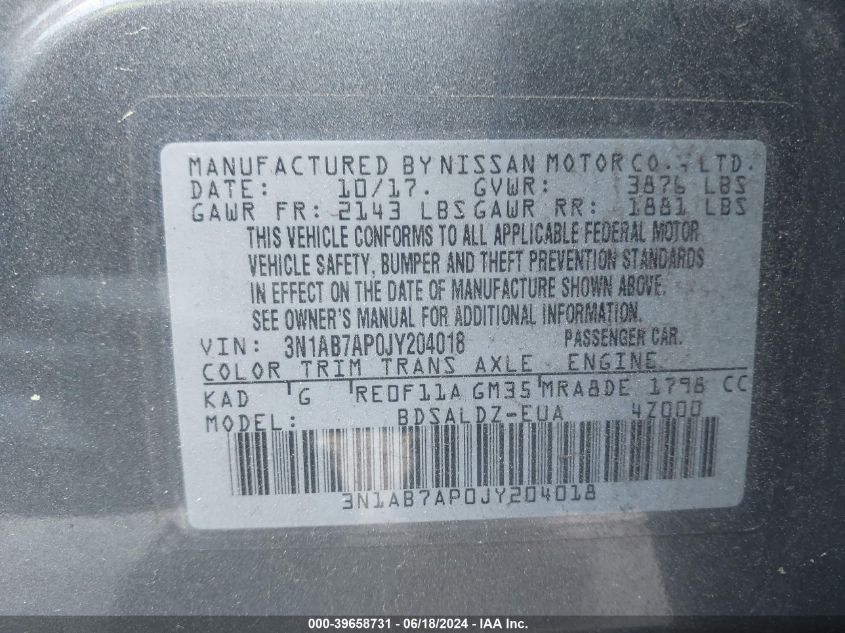 MANUFACTURED BY NISSAN MOTOR CO., LTD.
DATE: 10/17. GVWR: 3876 LBS
GAWR FR: 2143 LBS GAWR RR: 1881 LBS
THIS VEHICLE CONFORMS TO ALL APPLICABLE FEDERAL MOTOR
VEHICLE SAFETY, BUMPER AND THEFT PREVENTION STANDARDS
IN EFFECT ON THE DATE OF MANUFACTURE SHOWN ABOVE.
SEE OWNER'S MANUAL FOR ADDITIONAL INFORMATION.
VIN: 3N1AB7AP0JY204018 PASSENGER CAR.
COLOR TRIM TRANS AXLE ENGINE
KAD G RE0F11A GM35 MRA8DE 1798 CC
MODEL: BDSALDZ-EUA 4Z000
3N1AB7AP0JY204018
000-39658731 - 06/18/2024 - IAA Inc.